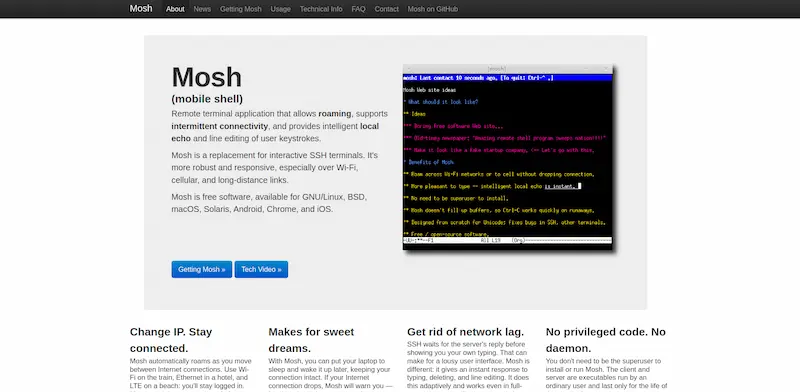 Mosh About News Getting Mosh Usage Technical Info FAQ Contact Mosh on GitHub
Mosh
(mobile shell)
Remote terminal application that allows roaming, supports
intermittent connectivity, and provides intelligent local
echo and line editing of user keystrokes.
Mosh is a replacement for interactive SSH terminals. It's
more robust and responsive, especially over Wi-Fi,
cellular, and long-distance links.
Mosh is free software, available for GNU/Linux, BSD,
macOS, Solaris, Android, Chrome, and iOS.
Getting Mosh » Tech Video »
[mosh]
mosh: Last contact 10 seconds ago. [To quit: Ctrl-^ .]
Mosh Web site ideas
* What should it look like?
** Ideas
*** Boring free software Web site...
*** Old-timey newspaper: "Amazing remote shell program sweeps nation!!!!"
*** Make it look like a fake startup company. <-- Let's go with this.
* Benefits of Mosh
** Roam across Wi-Fi networks or to cell without dropping connection.
** More pleasant to type -- intelligent local echo is instant.
** No need to be superuser to install.
** Mosh doesn't fill up buffers, so Ctrl-C works quickly on runaways.
** Designed from scratch for Unicode; fixes bugs in SSH, other terminals.
** Free / open-source software.
-UU-:**--F1 All L19 (Org)
Change IP. Stay
connected.
Mosh automatically roams as you move
between Internet connections. Use Wi-
Fi on the train, Ethernet in a hotel, and
LTE on a beach: you'll stay logged in.
Makes for sweet
dreams.
With Mosh, you can put your laptop to
sleep and wake it up later, keeping your
connection intact. If your Internet
connection drops, Mosh will warn you —
Get rid of network lag.
SSH waits for the server's reply before
showing you your own typing. That can
make for a lousy user interface. Mosh is
different: it gives an instant response to
typing, deleting, and line editing. It does
this adaptively and works even in full-
No privileged code. No
daemon.
You don't need to be the superuser to
install or run Mosh. The client and
server are executables run by an
ordinary user and last only for the life of